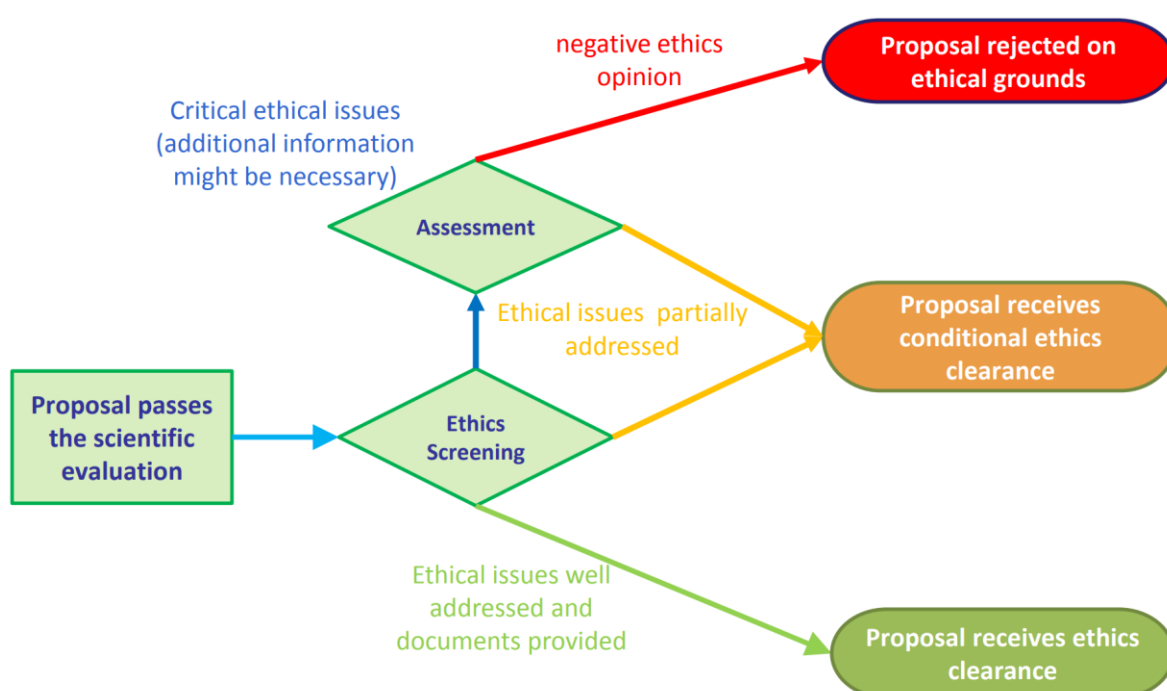 negative ethics
opinion
Proposal rejected on
ethical grounds
Critical ethical issues
(additional information
might be necessary)
Assessment
Ethical issues partially
addressed
Proposal receives
conditional ethics
clearance
Proposal passes
the scientific
evaluation
Ethics
Screening
Ethical issues well
addressed and
documents provided
Proposal receives ethics
clearance